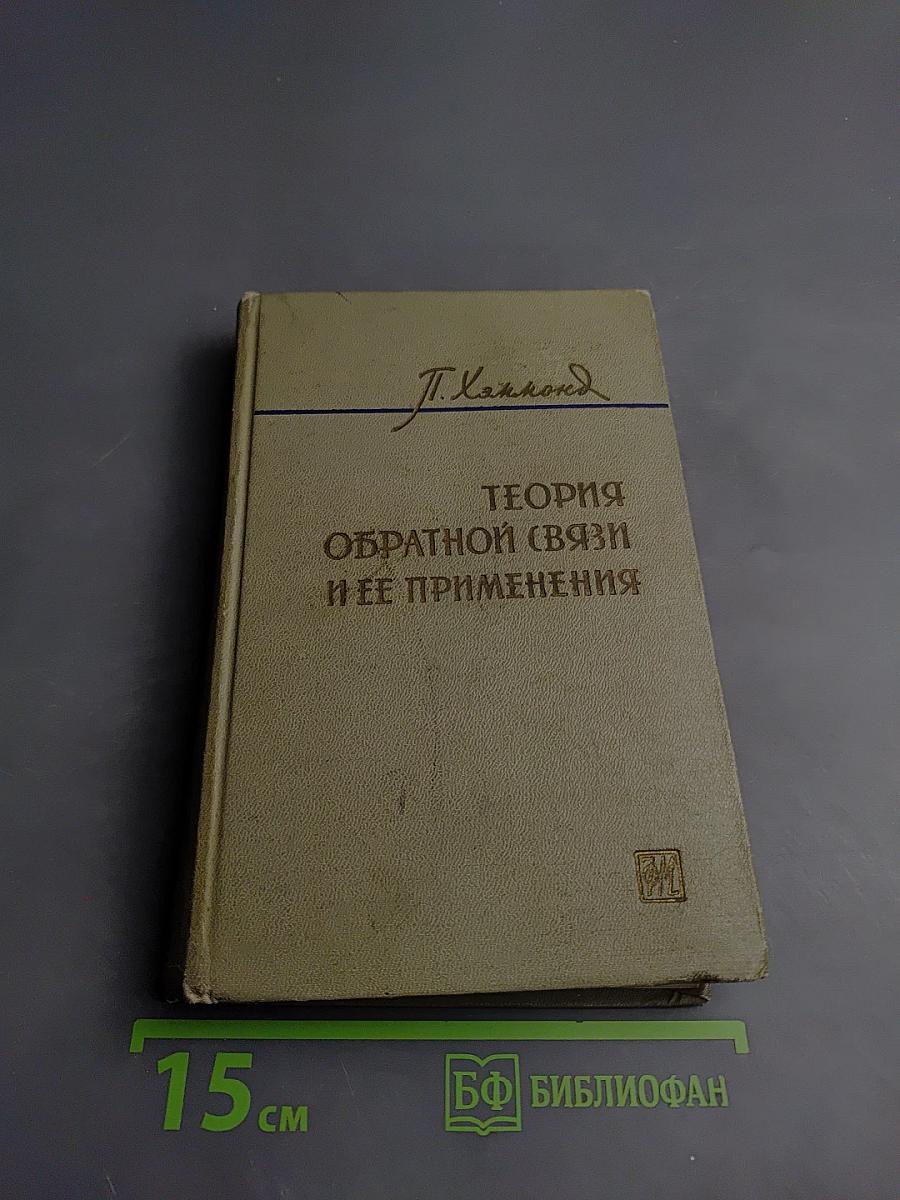 П. Хэммонд
ТЕОРИЯ
ОБРАТНОЙ СВЯЗИ
И ЕЕ ПРИМЕНЕНИЯ
15 см
БФ БИБЛИОФАН